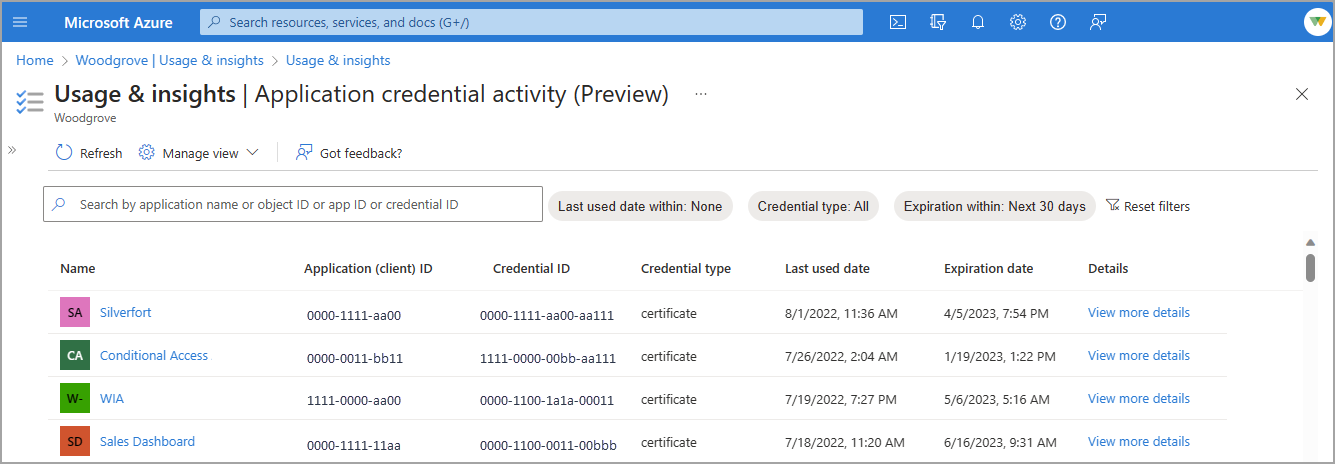 Microsoft Azure Search resources, services, and docs (G+/)
Home > Woodgrove | Usage & insights > Usage & insights
Usage & insights | Application credential activity (Preview) ...
Woodgrove
Refresh Manage view Got feedback?
Search by application name or object ID or app ID or credential ID Last used date within: None Credential type: All Expiration within: Next 30 days Reset filters
Name Application (client) ID Credential ID Credential type Last used date Expiration date Details
SA Silverfort 0000-1111-aa00 0000-1111-aa00-aa111 certificate 8/1/2022, 11:36 AM 4/5/2023, 7:54 PM View more details
CA Conditional Access 0000-0011-bb11 1111-0000-00bb-aa111 certificate 7/26/2022, 2:04 AM 1/19/2023, 1:22 PM View more details
W- WIA 1111-0000-aa00 0000-1100-1a1a-00011 certificate 7/19/2022, 7:27 PM 5/6/2023, 5:16 AM View more details
SD Sales Dashboard 0000-1111-11aa 0000-1100-0011-00bbb certificate 7/18/2022, 11:20 AM 6/16/2023, 9:31 AM View more details